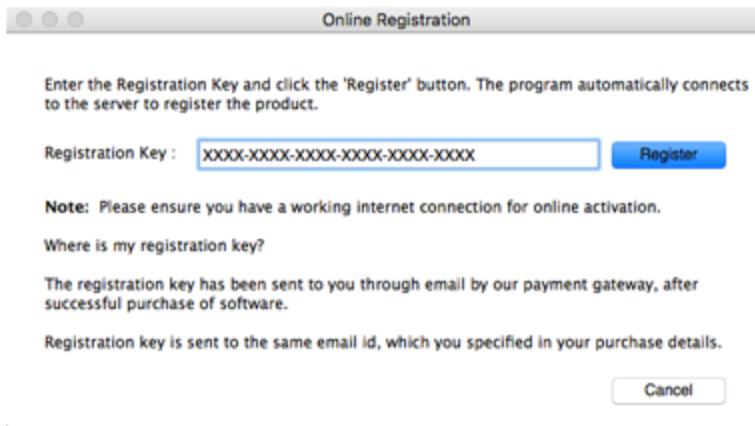 Online Registration
Enter the Registration Key and click the 'Register' button. The program automatically connects
to the server to register the product.
Registration Key :
XXXX-XXXX-XXXX-XXXX-XXXX-XXXX
Register
Note: Please ensure you have a working internet connection for online activation.
Where is my registration key?
The registration key has been sent to you through email by our payment gateway, after
successful purchase of software.
Registration key is sent to the same email id, which you specified in your purchase details.
Cancel